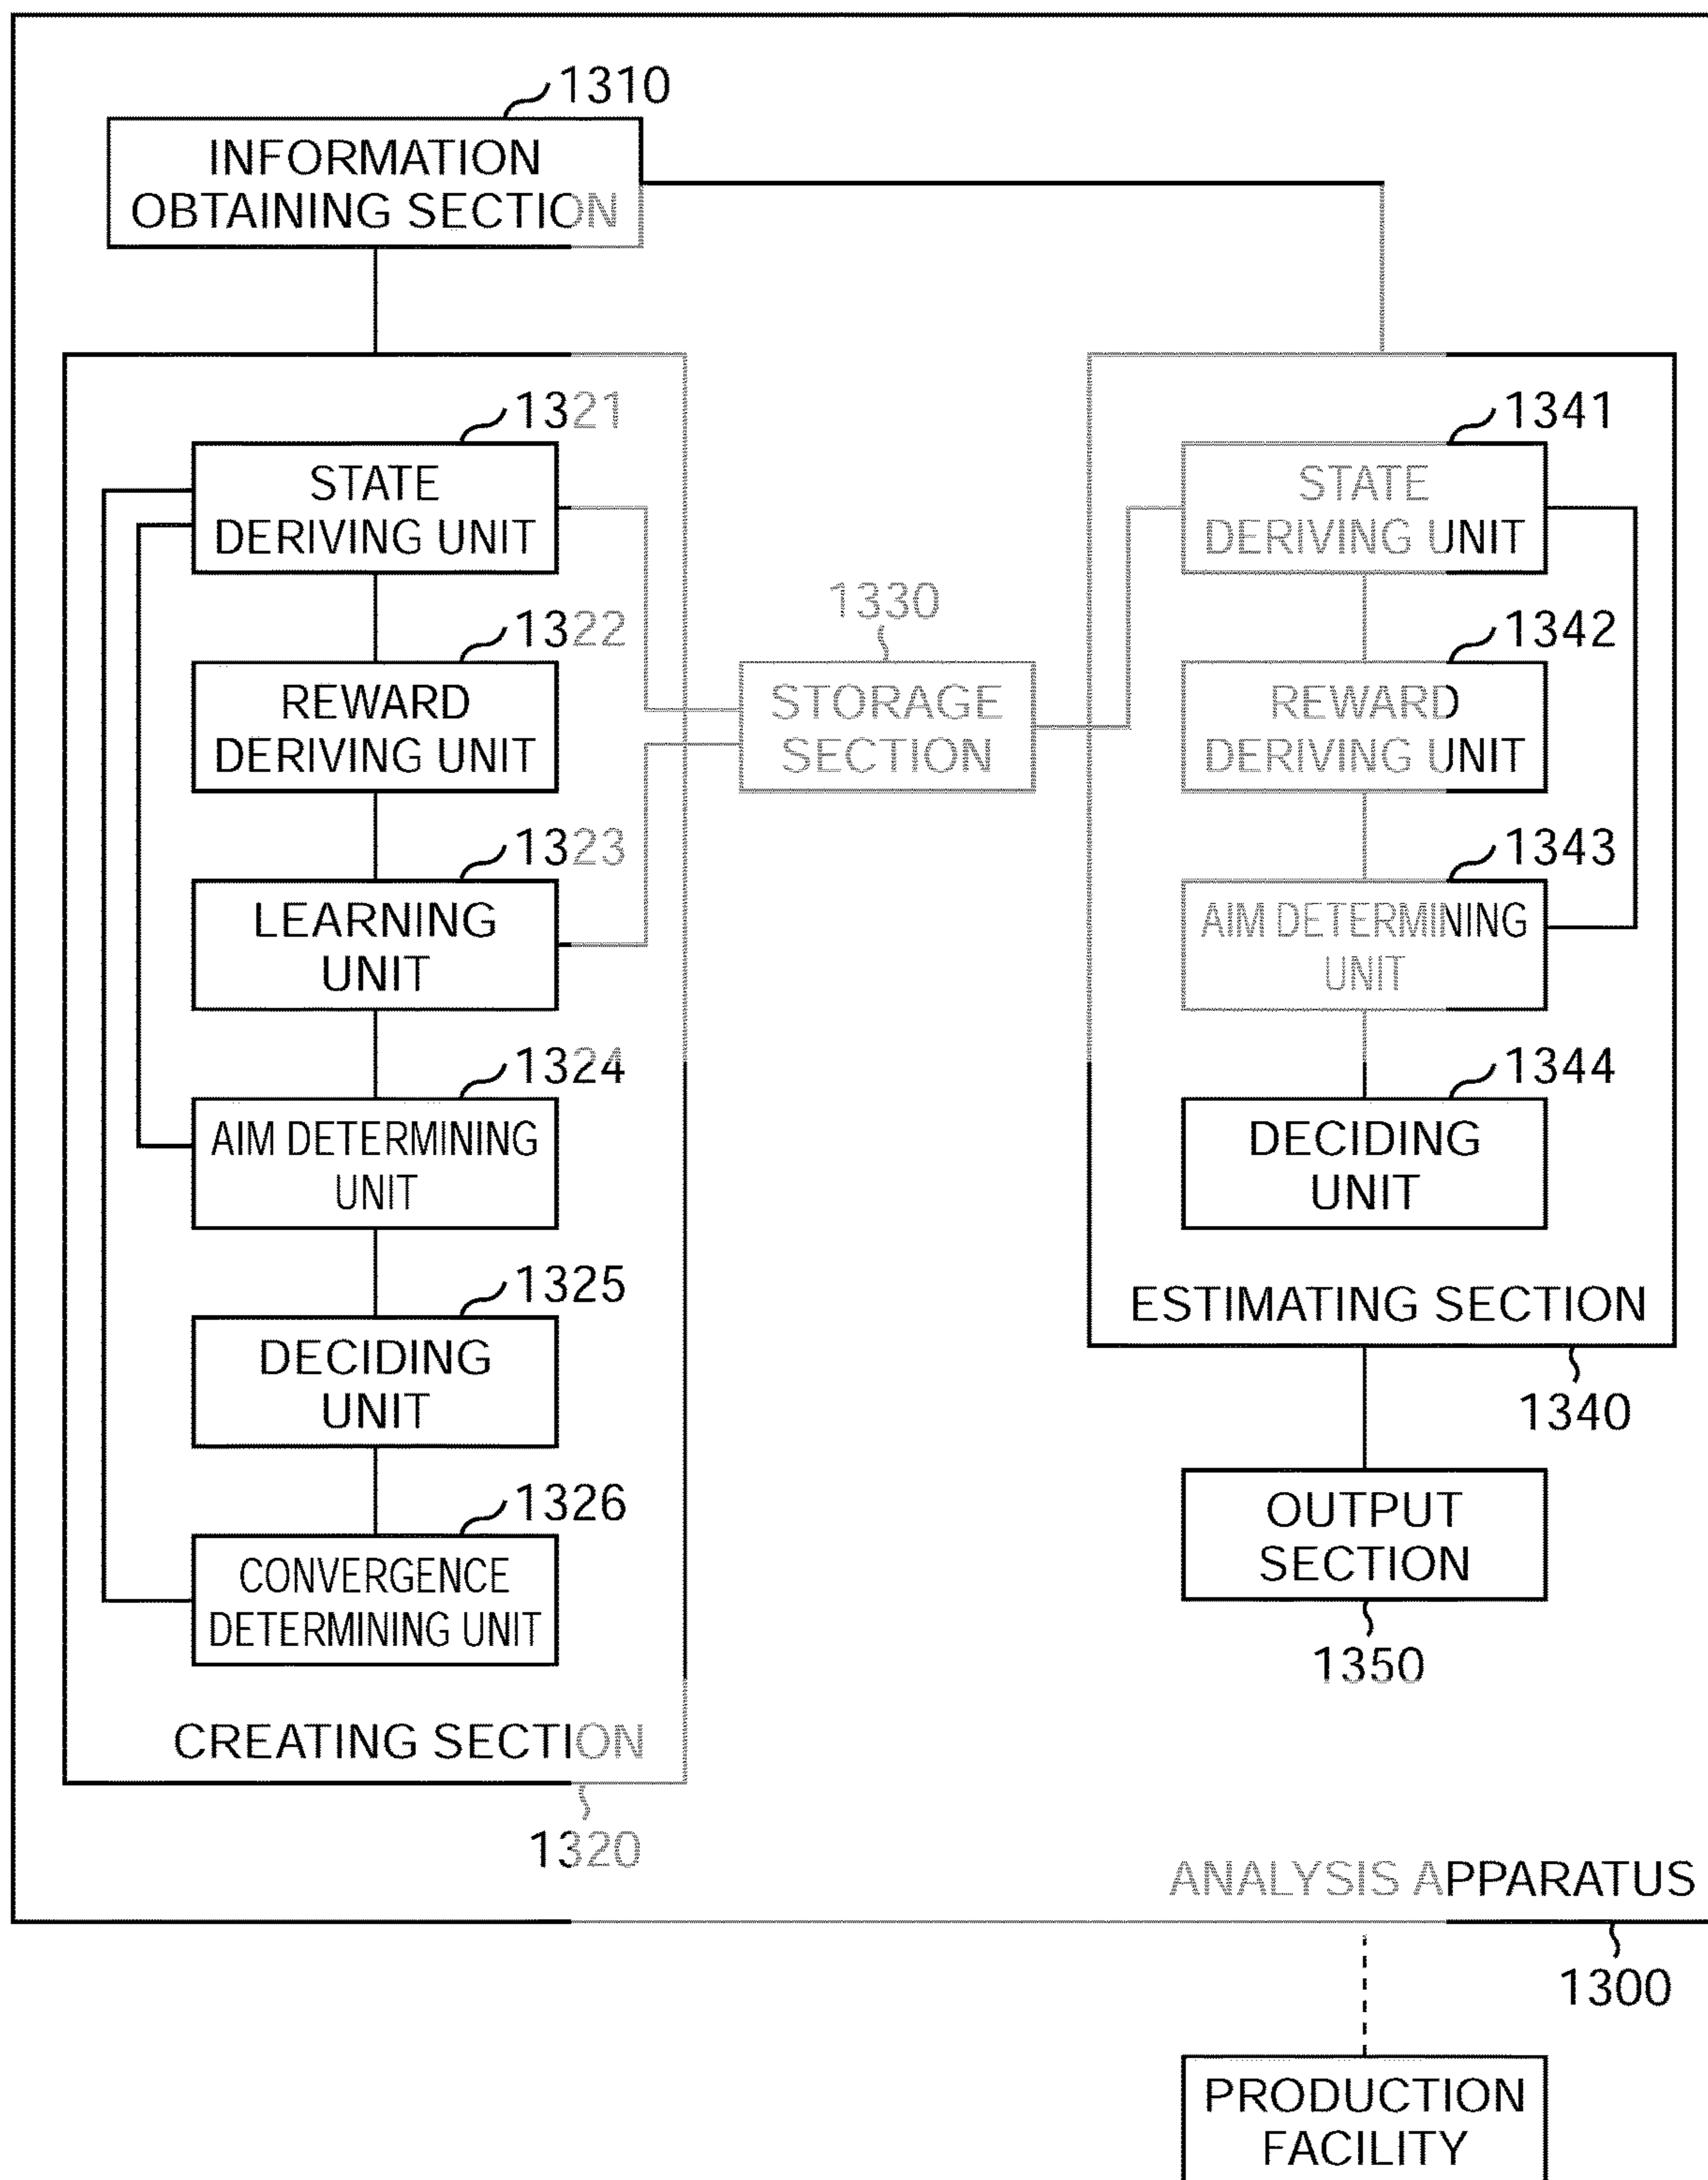 1310
INFORMATION
OBTAINING SECTION
1321
STATE
DERIVING UNIT
1322
REWARD
DERIVING UNIT
1323
LEARNING
UNIT
1324
AIM DETERMINING
UNIT
1325
DECIDING
UNIT
1326
CONVERGENCE
DETERMINING UNIT
CREATING SECTION
1320
1330
STORAGE
SECTION
1341
STATE
DERIVING UNIT
1342
REWARD
DERIVING UNIT
1343
AIM DETERMINING
UNIT
1344
DECIDING
UNIT
ESTIMATING SECTION
1340
OUTPUT
SECTION
1350
ANALYSIS APPARATUS
1300
PRODUCTION
FACILITY